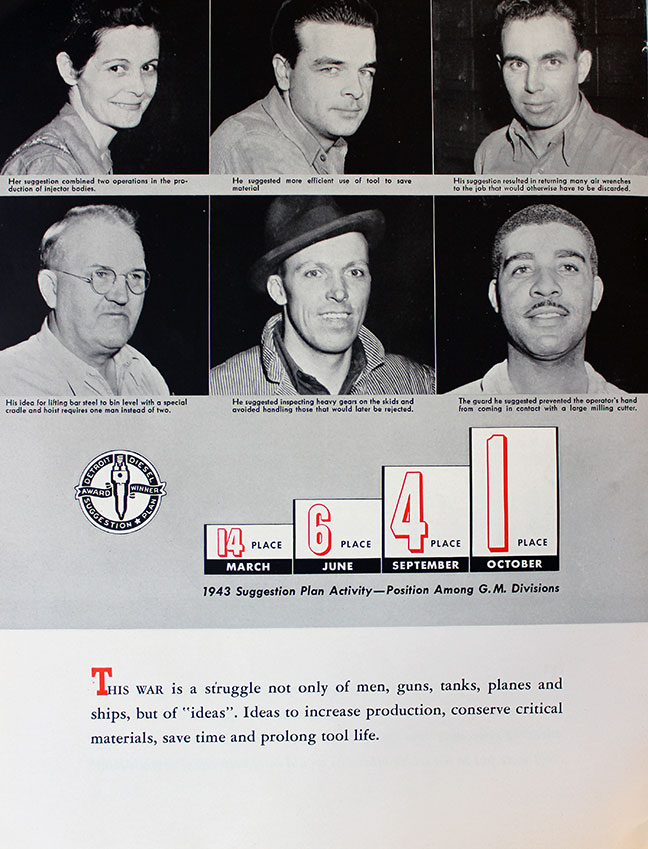 Her suggestion combined two operations in the pro-
duction of injector bodies.
He suggested more efficient use of tool to save
material
His suggestion resulted in returning many air wrenches
to the job that would otherwise have to be discarded.
His idea for lifting bar steel to bin level with a special
cradle and hoist requires one man instead of two.
He suggested inspecting heavy gears on the skids and
avoided handling those that would later be rejected.
The guard he suggested prevented the operator's hand
from coming in contact with a large milling cutter.
DETROIT DIESEL
AWARD WINNER
SUGGESTION PLAN
14 PLACE
MARCH
6 PLACE
JUNE
4 PLACE
SEPTEMBER
1 PLACE
OCTOBER
1943 Suggestion Plan Activity—Position Among G.M. Divisions
THIS WAR is a struggle not only of men, guns, tanks, planes and
ships, but of "ideas". Ideas to increase production, conserve critical
materials, save time and prolong tool life.